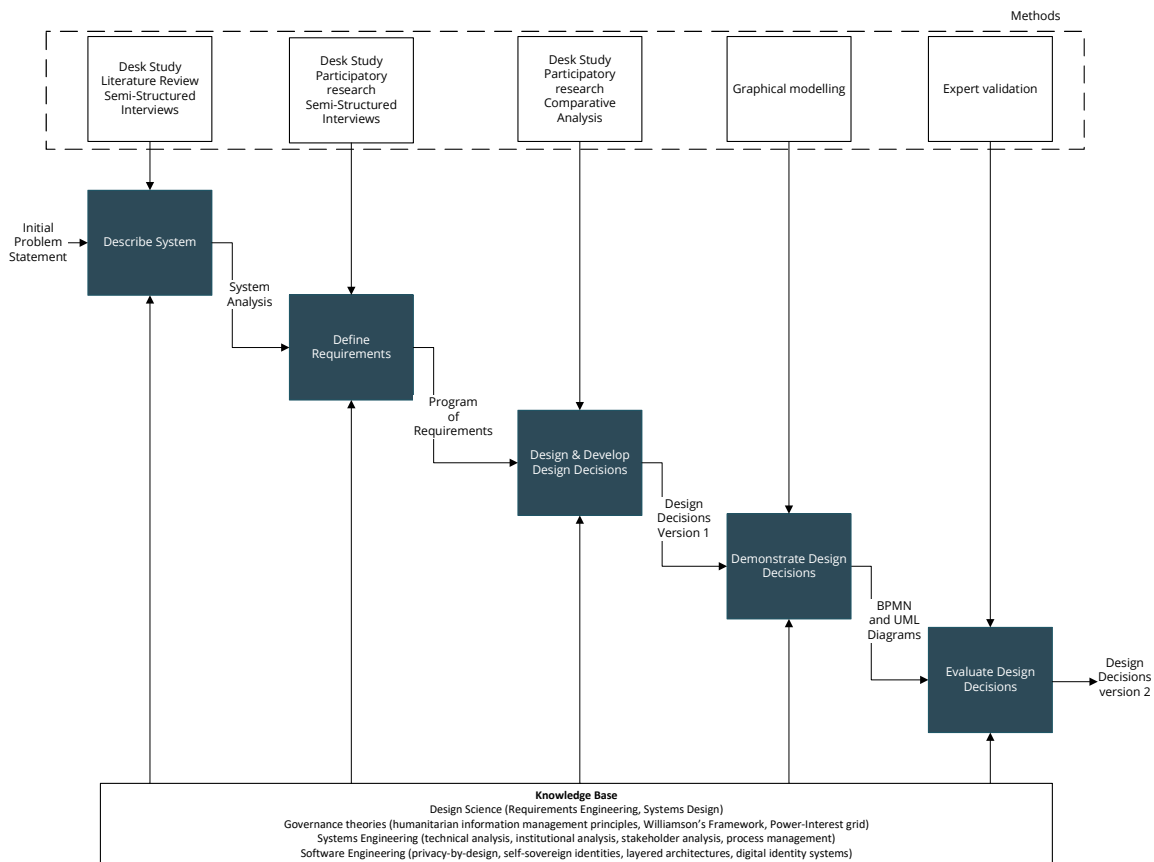 Methods
Desk Study
Literature Review
Semi-Structured
Interviews
Desk Study
Participatory
research
Semi-Structured
Interviews
Desk Study
Participatory
research
Comparative
Analysis
Graphical modelling
Expert validation
Initial
Problem
Statement
Describe System
System
Analysis
Define
Requirements
Program
of
Requirements
Design & Develop
Design Decisions
Design
Decisions
Version 1
Demonstrate Design
Decisions
BPMN
and UML
Diagrams
Evaluate Design
Decisions
Design
Decisions
version 2
Knowledge Base
Design Science (Requirements Engineering, Systems Design)
Governance theories (humanitarian information management principles, Williamson's Framework, Power-Interest grid)
Systems Engineering (technical analysis, institutional analysis, stakeholder analysis, process management)
Software Engineering (privacy-by-design, self-sovereign identities, layered architectures, digital identity systems)